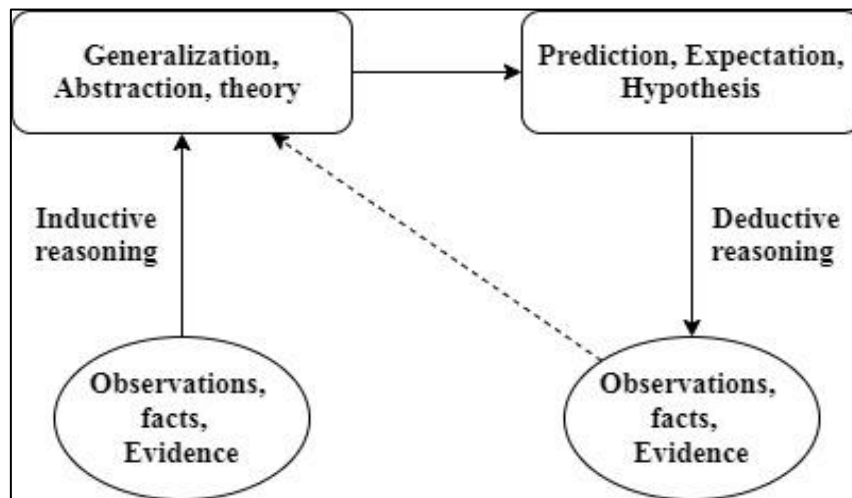 Generalization,
Abstraction, theory
Prediction, Expectation,
Hypothesis
Inductive
reasoning
Deductive
reasoning
Observations,
facts,
Evidence
Observations,
facts,
Evidence